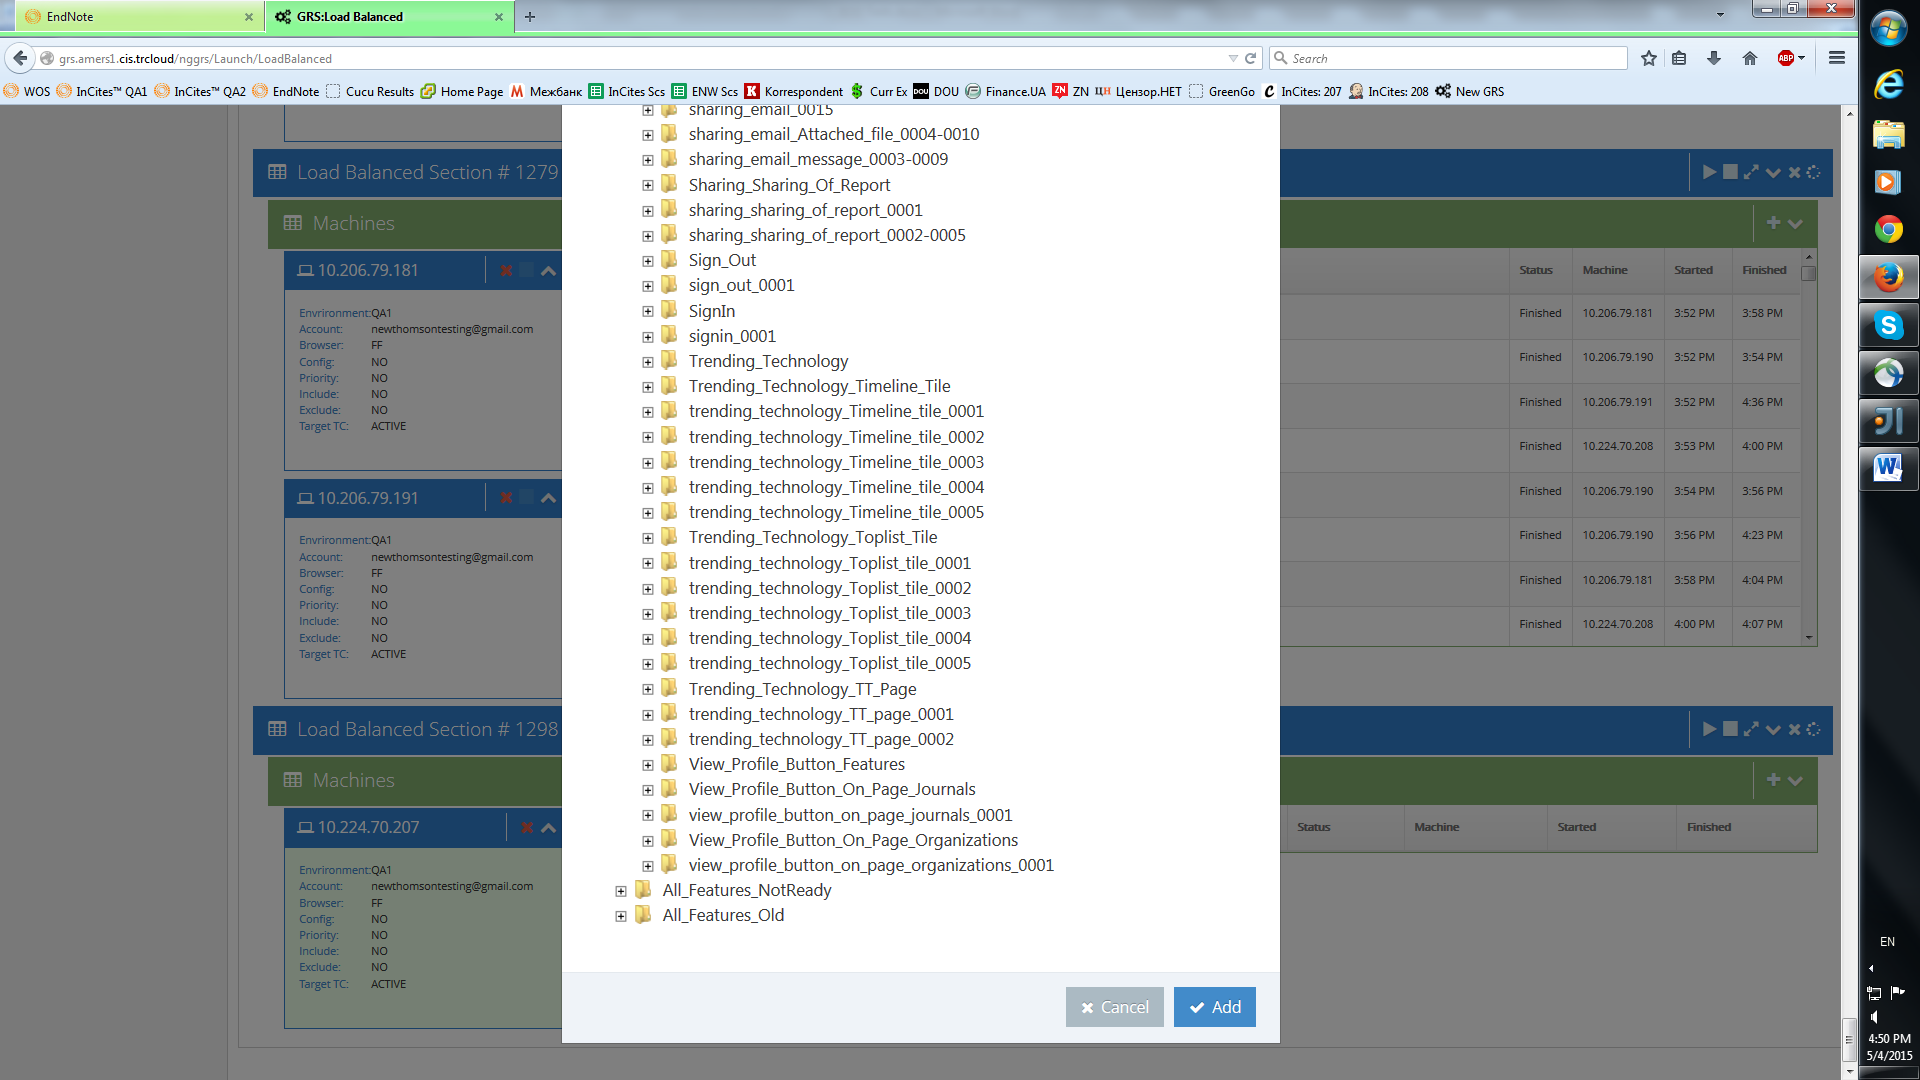 EndNote
GRS:Load Balanced
grs.amers1.cis.trcloud/nggrs/Launch/LoadBalanced
Search
ABP
WOS InCites™ QA1 InCites™ QA2 EndNote Cucu Results Home Page Межбанк InCites Scs ENW Scs Korrespondent Curr Ex DOU Finance.UA ZN Цензор.НЕТ GreenGo InCites: 207 InCites: 208 New GRS
sharing_email_0015
sharing_email_Attached_file_0004-0010
sharing_email_message_0003-0009
Sharing_Sharing_Of_Report
sharing_sharing_of_report_0001
sharing_sharing_of_report_0002-0005
Sign_Out
sign_out_0001
SignIn
signin_0001
Trending_Technology
Trending_Technology_Timeline_Tile
trending_technology_Timeline_tile_0001
trending_technology_Timeline_tile_0002
trending_technology_Timeline_tile_0003
trending_technology_Timeline_tile_0004
trending_technology_Timeline_tile_0005
Trending_Technology_Toplist_Tile
trending_technology_Toplist_tile_0001
trending_technology_Toplist_tile_0002
trending_technology_Toplist_tile_0003
trending_technology_Toplist_tile_0004
trending_technology_Toplist_tile_0005
Trending_Technology_TT_Page
trending_technology_TT_page_0001
trending_technology_TT_page_0002
View_Profile_Button_Features
View_Profile_Button_On_Page_Journals
view_profile_button_on_page_journals_0001
View_Profile_Button_On_Page_Organizations
view_profile_button_on_page_organizations_0001
All_Features_NotReady
All_Features_Old
Cancel
Add
Load Balanced Section # 1279
Machines
10.206.79.181
Envrironment:QA1
Account: newthomsontesting@gmail.com
Browser: FF
Config: NO
Priority: NO
Include: NO
Exclude: NO
Target TC: ACTIVE
10.206.79.191
Envrironment:QA1
Account: newthomsontesting@gmail.com
Browser: FF
Config: NO
Priority: NO
Include: NO
Exclude: NO
Target TC: ACTIVE
Status Machine Started Finished
Finished 10.206.79.181 3:52 PM 3:58 PM
Finished 10.206.79.190 3:52 PM 3:54 PM
Finished 10.206.79.191 3:52 PM 4:36 PM
Finished 10.224.70.208 3:53 PM 4:00 PM
Finished 10.206.79.190 3:54 PM 3:56 PM
Finished 10.206.79.190 3:56 PM 4:23 PM
Finished 10.206.79.181 3:58 PM 4:04 PM
Finished 10.224.70.208 4:00 PM 4:07 PM
Load Balanced Section # 1298
Machines
10.224.70.207
Envrironment:QA1
Account: newthomsontesting@gmail.com
Browser: FF
Config: NO
Priority: NO
Include: NO
Exclude: NO
Target TC: ACTIVE
Status Machine Started Finished
EN
4:50 PM
5/4/2015